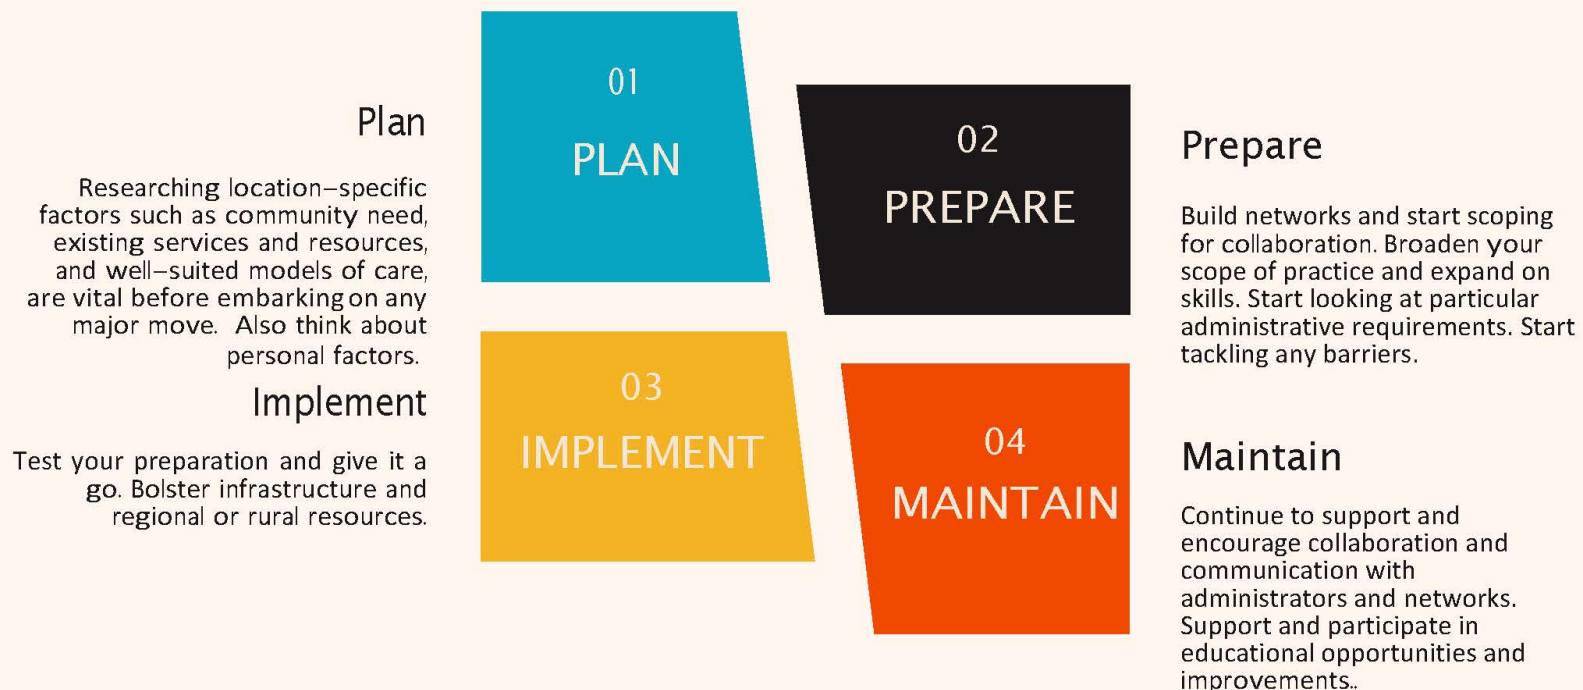 Plan
Researching location–specific
factors such as community need,
existing services and resources,
and well–suited models of care,
are vital before embarking on any
major move.  Also think about
personal factors.
01
PLAN
02
PREPARE
Prepare
Build networks and start scoping
for collaboration. Broaden your
scope of practice and expand on
skills. Start looking at particular
administrative requirements. Start
tackling any barriers.
Implement
Test your preparation and give it a
go. Bolster infrastructure and
regional or rural resources.
03
IMPLEMENT
04
MAINTAIN
Maintain
Continue to support and
encourage collaboration and
communication with
administrators and networks.
Support and participate in
educational opportunities and
improvements..